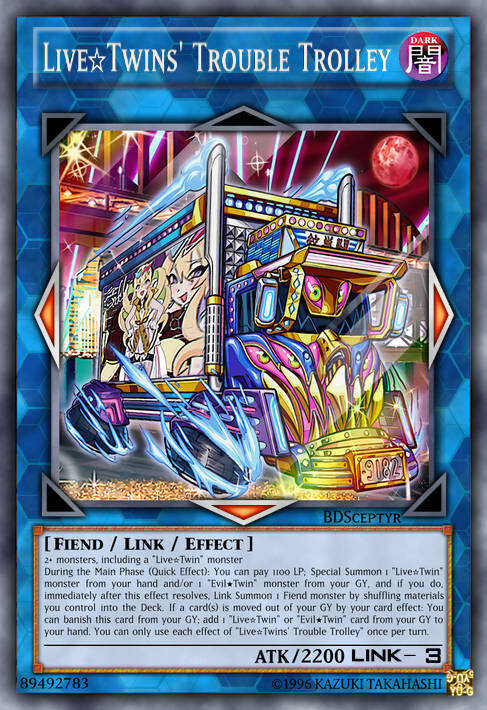 LIVE☆TWINS' TROUBLE TROLLEY
DARK
闇
9182
BDSCEPTYR
[ FIEND / LINK / EFFECT ]
2+ monsters, including a "Live☆Twin" monster
During the Main Phase (Quick Effect): You can pay 1100 LP; Special Summon 1 "Live☆Twin"
monster from your hand and/or 1 "Evil★Twin" monster from your GY, and if you do,
immediately after this effect resolves, Link Summon 1 Fiend monster by shuffling materials
you control into the Deck. If a card(s) is moved out of your GY by your card effect: You
can banish this card from your GY; add 1 "Live☆Twin" or "Evil★Twin" card from your GY to
your hand. You can only use each effect of "Live☆Twins' Trouble Trolley" once per turn.
ATK/2200 LINK-3
89492783
©1996 KAZUKI TAKAHASHI